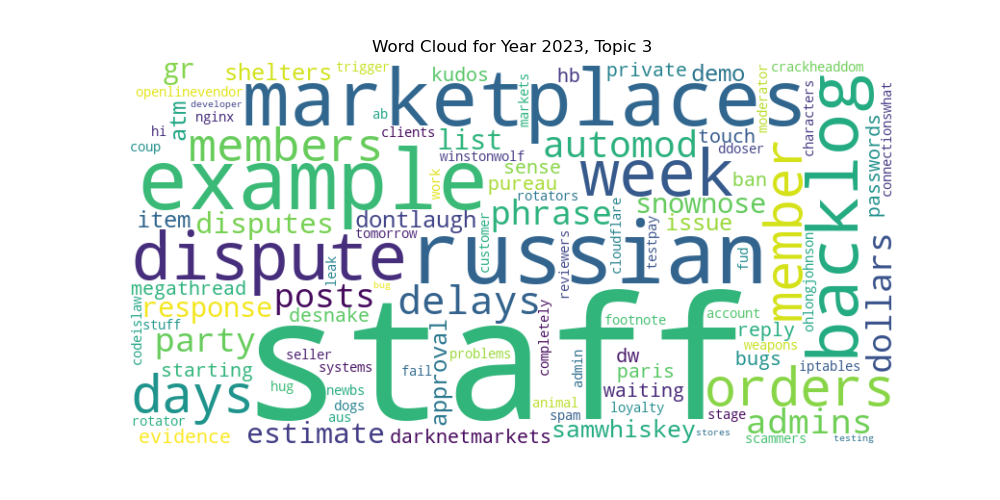 Word Cloud for Year 2023, Topic 3
gr shelters trigger kudos hb private demo crackheaddom
openlinevendor developer nginx atm marketplaces markets ab moderator characters backlog passwords connectionswhat
hi coup members clients list automod touch ddoser
winstonwolf example work sense pureau week ban member
rotators snownose
item disputes dontlaugh phrase issue
tomorrow customer reviewers cloudflare testpay fud ohlongjohnson dollars
dispute russian leak
megathread bug
codeislaw response posts delays
stuff desnake footnote account reply
party staff approval completely weapons
seller problems admin dw bugs iptables
starting systems fail paris
days hug newbs waiting orders
dogs animal loyalty stage
rotator aus spam admins
evidence estimate darknetmarkets samwhiskey stores scammers testing